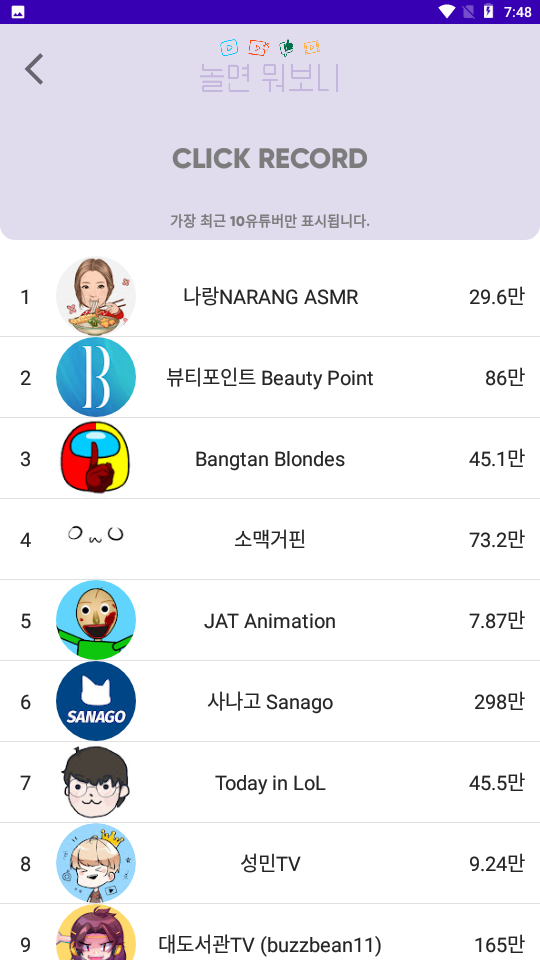 7:48
놀면 뭐보니
CLICK RECORD
가장 최근 10유튜버만 표시됩니다.
1 나랑NARANG ASMR 29.6만
2 B 뷰티포인트 Beauty Point 86만
3 Bangtan Blondes 45.1만
4 소맥거핀 73.2만
5 JAT Animation 7.87만
6 SANAGO 사나고 Sanago 298만
7 Today in LoL 45.5만
8 성민TV 9.24만
9 대도서관TV (buzzbean11) 165만